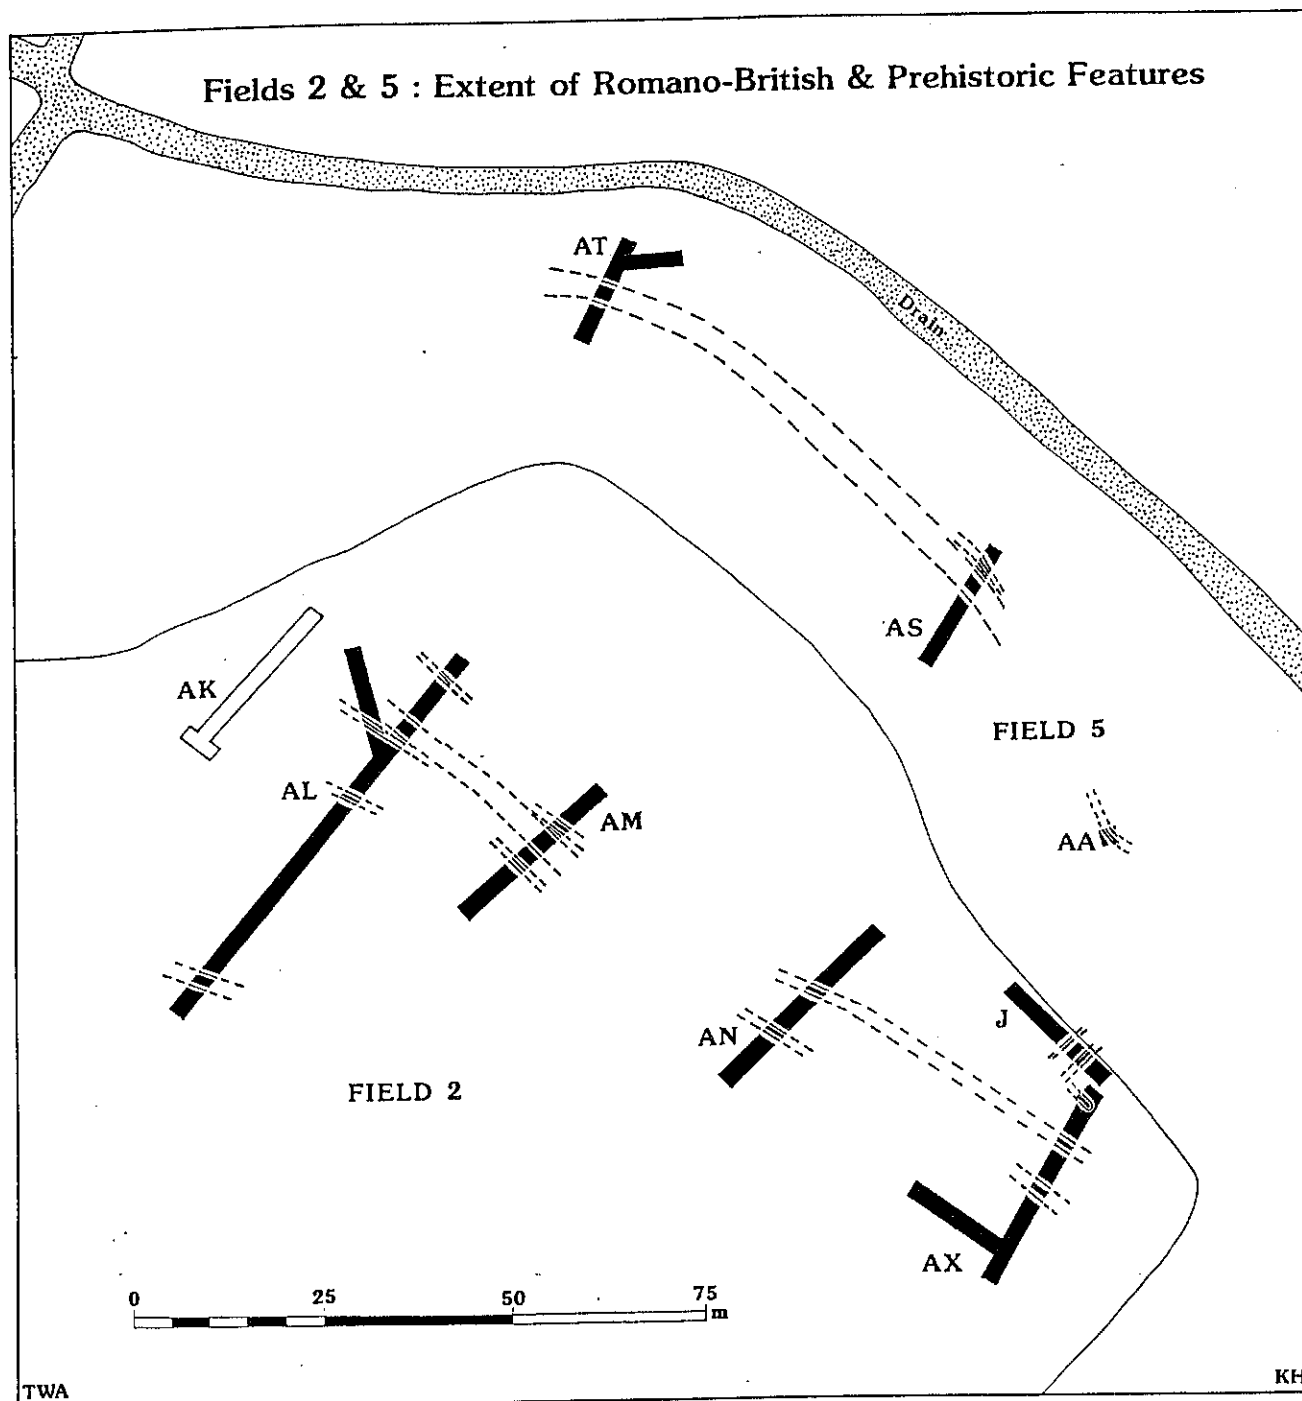 Fields 2 & 5 : Extent of Romano-British & Prehistoric Features
AT
Drain
AS
AK
FIELD 5
AL
AM
AA
J
AN
FIELD 2
AX
0 25 50 75
m
TWA
KH